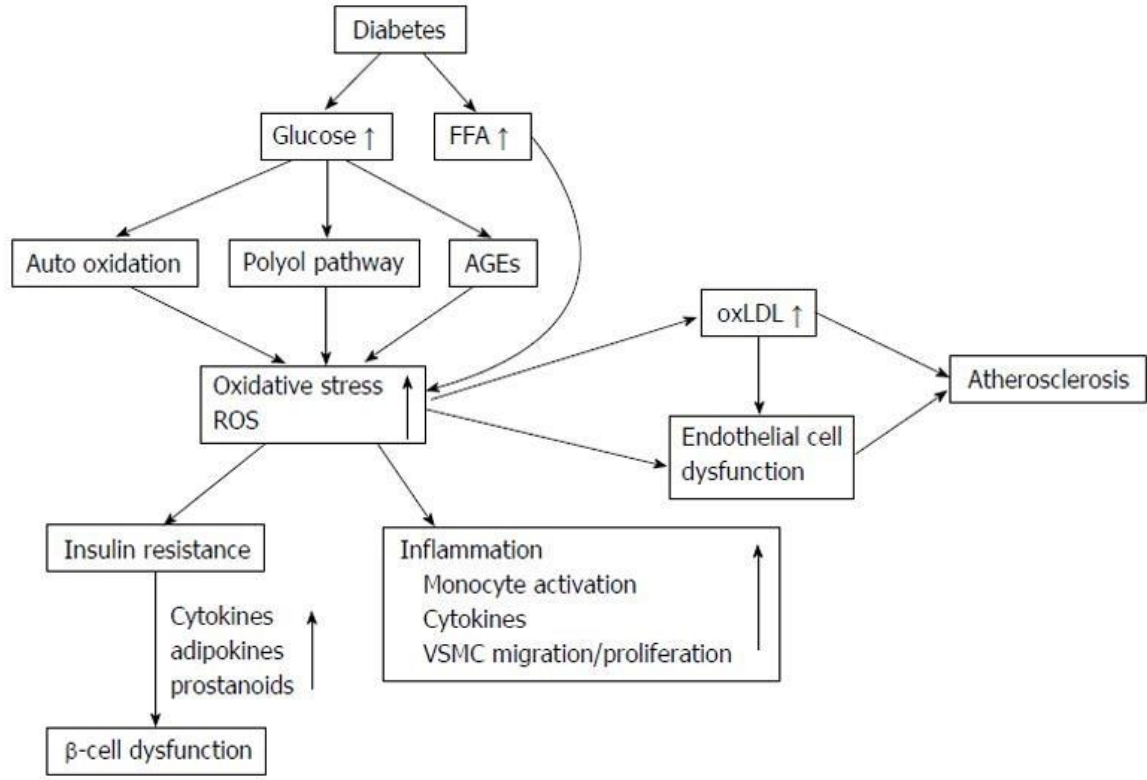 Diabetes
Glucose ↑
FFA ↑
Auto oxidation
Polyol pathway
AGEs
oxLDL ↑
Atherosclerosis
Oxidative stress
ROS
Endothelial cell
dysfunction
Insulin resistance
Inflammation
Monocyte activation
Cytokines
VSMC migration/proliferation
Cytokines
adipokines
prostanoids
β-cell dysfunction